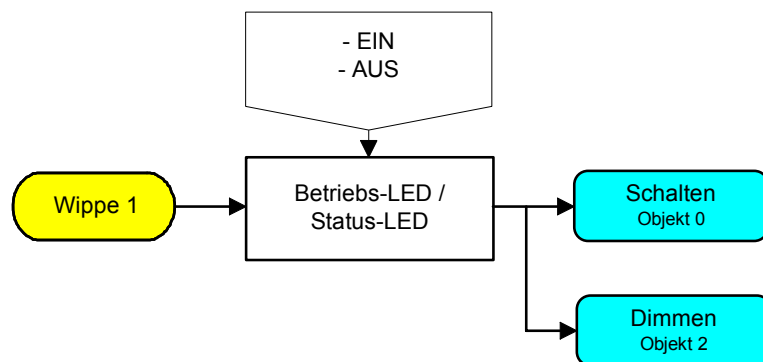 - EIN
- AUS
Wippe 1
Betriebs-LED /
Status-LED
Schalten
Objekt 0
Dimmen
Objekt 2